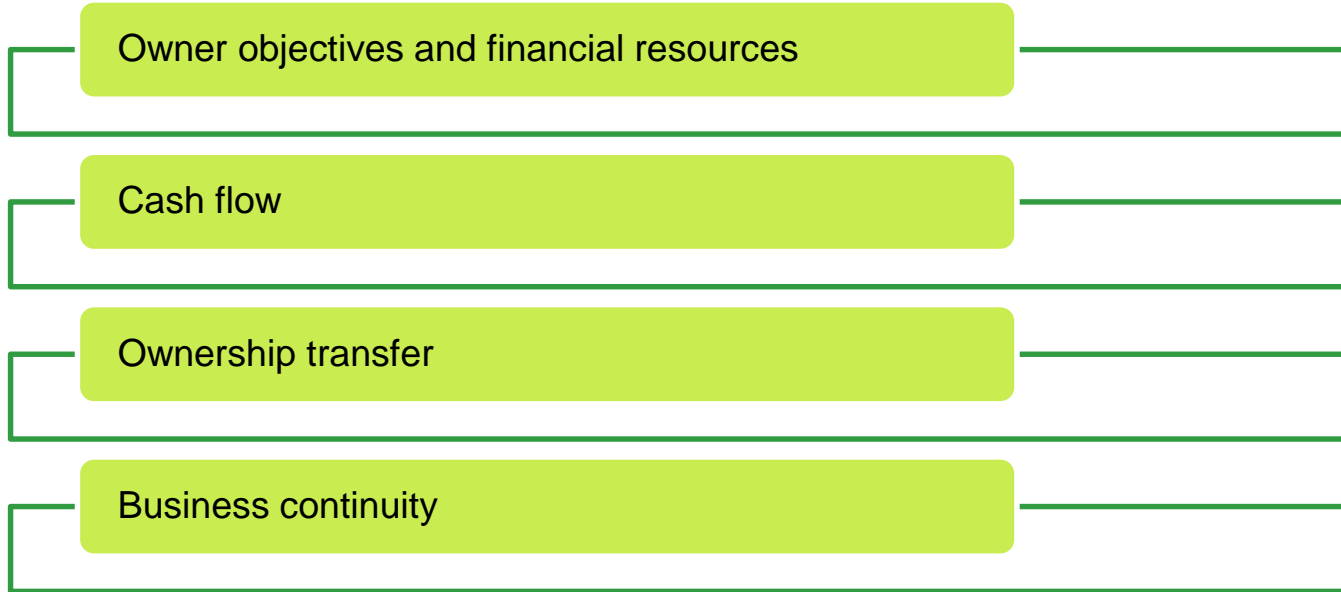 Owner objectives and financial resources
Cash flow
Ownership transfer
Business continuity